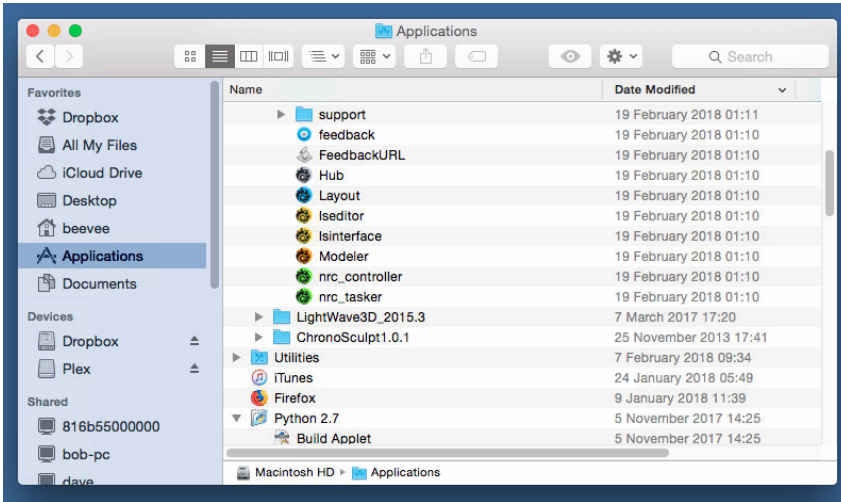 Applications
Search
Favorites
Dropbox
All My Files
iCloud Drive
Desktop
beevee
Applications
Documents
Devices
Dropbox
Plex
Shared
816b55000000
bob-pc
dave
Name Date Modified
support 19 February 2018 01:11
feedback 19 February 2018 01:10
FeedbackURL 19 February 2018 01:10
Hub 19 February 2018 01:10
Layout 19 February 2018 01:10
lseditor 19 February 2018 01:10
lsinterface 19 February 2018 01:10
Modeler 19 February 2018 01:10
nrc_controller 19 February 2018 01:10
nrc_tasker 19 February 2018 01:10
LightWave3D_2015.3 7 March 2017 17:20
ChronoSculpt1.0.1 25 November 2013 17:41
Utilities 7 February 2018 09:34
iTunes 24 January 2018 05:49
Firefox 9 January 2018 11:39
Python 2.7 5 November 2017 14:25
Build Applet 5 November 2017 14:25
Macintosh HD Applications